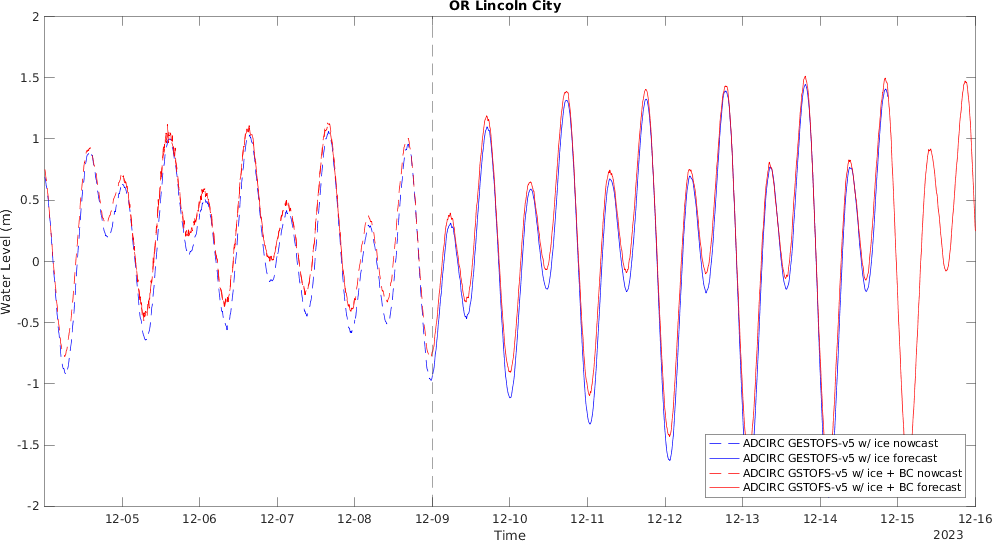 OR Lincoln City
2
1.5
1
0.5
0
-0.5
-1
-1.5
-2
Water Level (m)
ADCIRC GESTOFS-v5 w/ ice nowcast
ADCIRC GESTOFS-v5 w/ ice forecast
ADCIRC GSTOFS-v5 w/ ice + BC nowcast
ADCIRC GSTOFS-v5 w/ ice + BC forecast
12-05 12-06 12-07 12-08 12-09 12-10 12-11 12-12 12-13 12-14 12-15 12-16
Time
2023